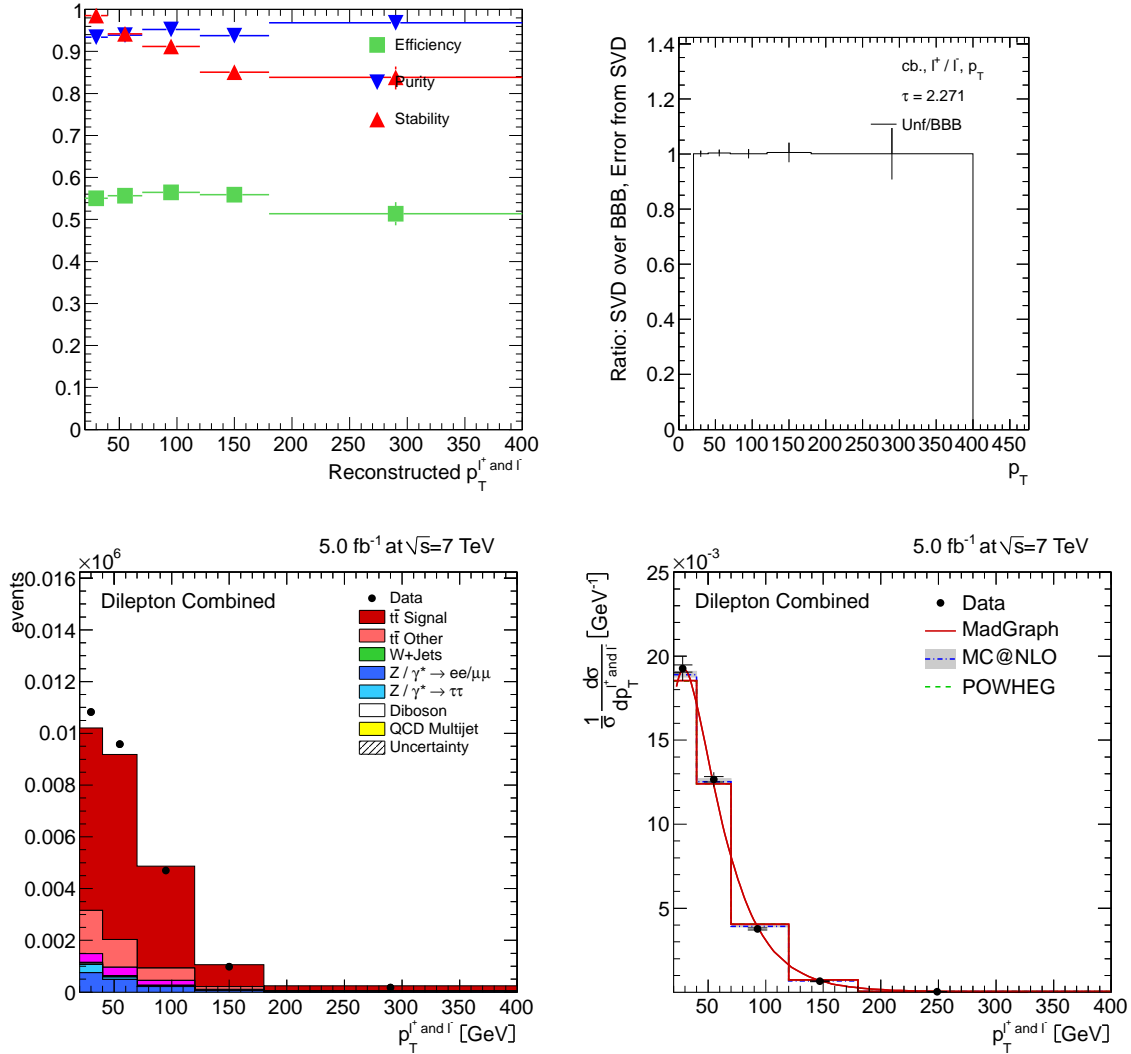 1
0.9
0.8
0.7
0.6
0.5
0.4
0.3
0.2
0.1
0
50 100 150 200 250 300 350 400
Reconstructed p_T^{l^+ and l^-}
Efficiency
Purity
Stability
Ratio: SVD over BBB, Error from SVD
1.4
1.2
1
0.8
0.6
0.4
0.2
0
0 50 100 150 200 250 300 350 400 450
p_T
cb., l^+ / l^-, p_T
τ = 2.271
Unf/BBB
5.0 fb^{-1} at √s=7 TeV
×10^6
events
0.016
0.014
0.012
0.01
0.008
0.006
0.004
0.002
0
50 100 150 200 250 300 350 400
p_T^{l^+ and l^-} [GeV]
Dilepton Combined
Data
tt̄ Signal
tt̄ Other
W+Jets
Z / γ* → ee/μμ
Z / γ* → ττ
Diboson
QCD Multijet
Uncertainty
5.0 fb^{-1} at √s=7 TeV
×10^{-3}
1/σ dσ/dp_T^{l^+ and l^-} [GeV^{-1}]
25
20
15
10
5
50 100 150 200 250 300 350 400
p_T^{l^+ and l^-} [GeV]
Dilepton Combined
Data
MadGraph
MC@NLO
POWHEG